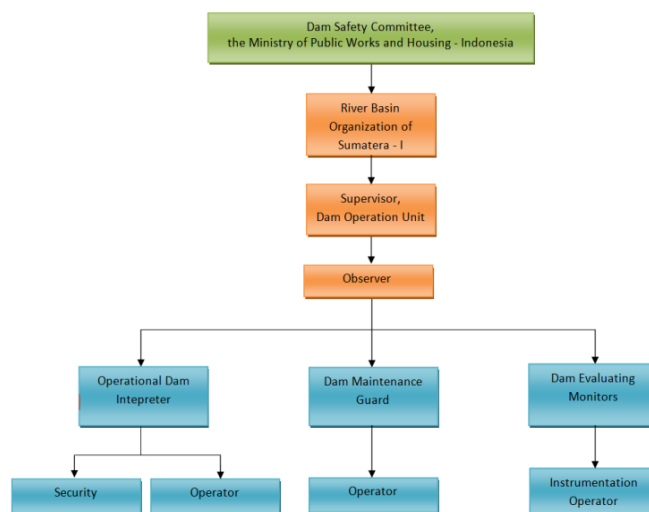 Dam Safety Committee,
the Ministry of Public Works and Housing - Indonesia
River Basin
Organization of
Sumatera - I
Supervisor,
Dam Operation Unit
Observer
Operational Dam
Intepreter
Dam Maintenance
Guard
Dam Evaluating
Monitors
Security
Operator
Operator
Instrumentation
Operator